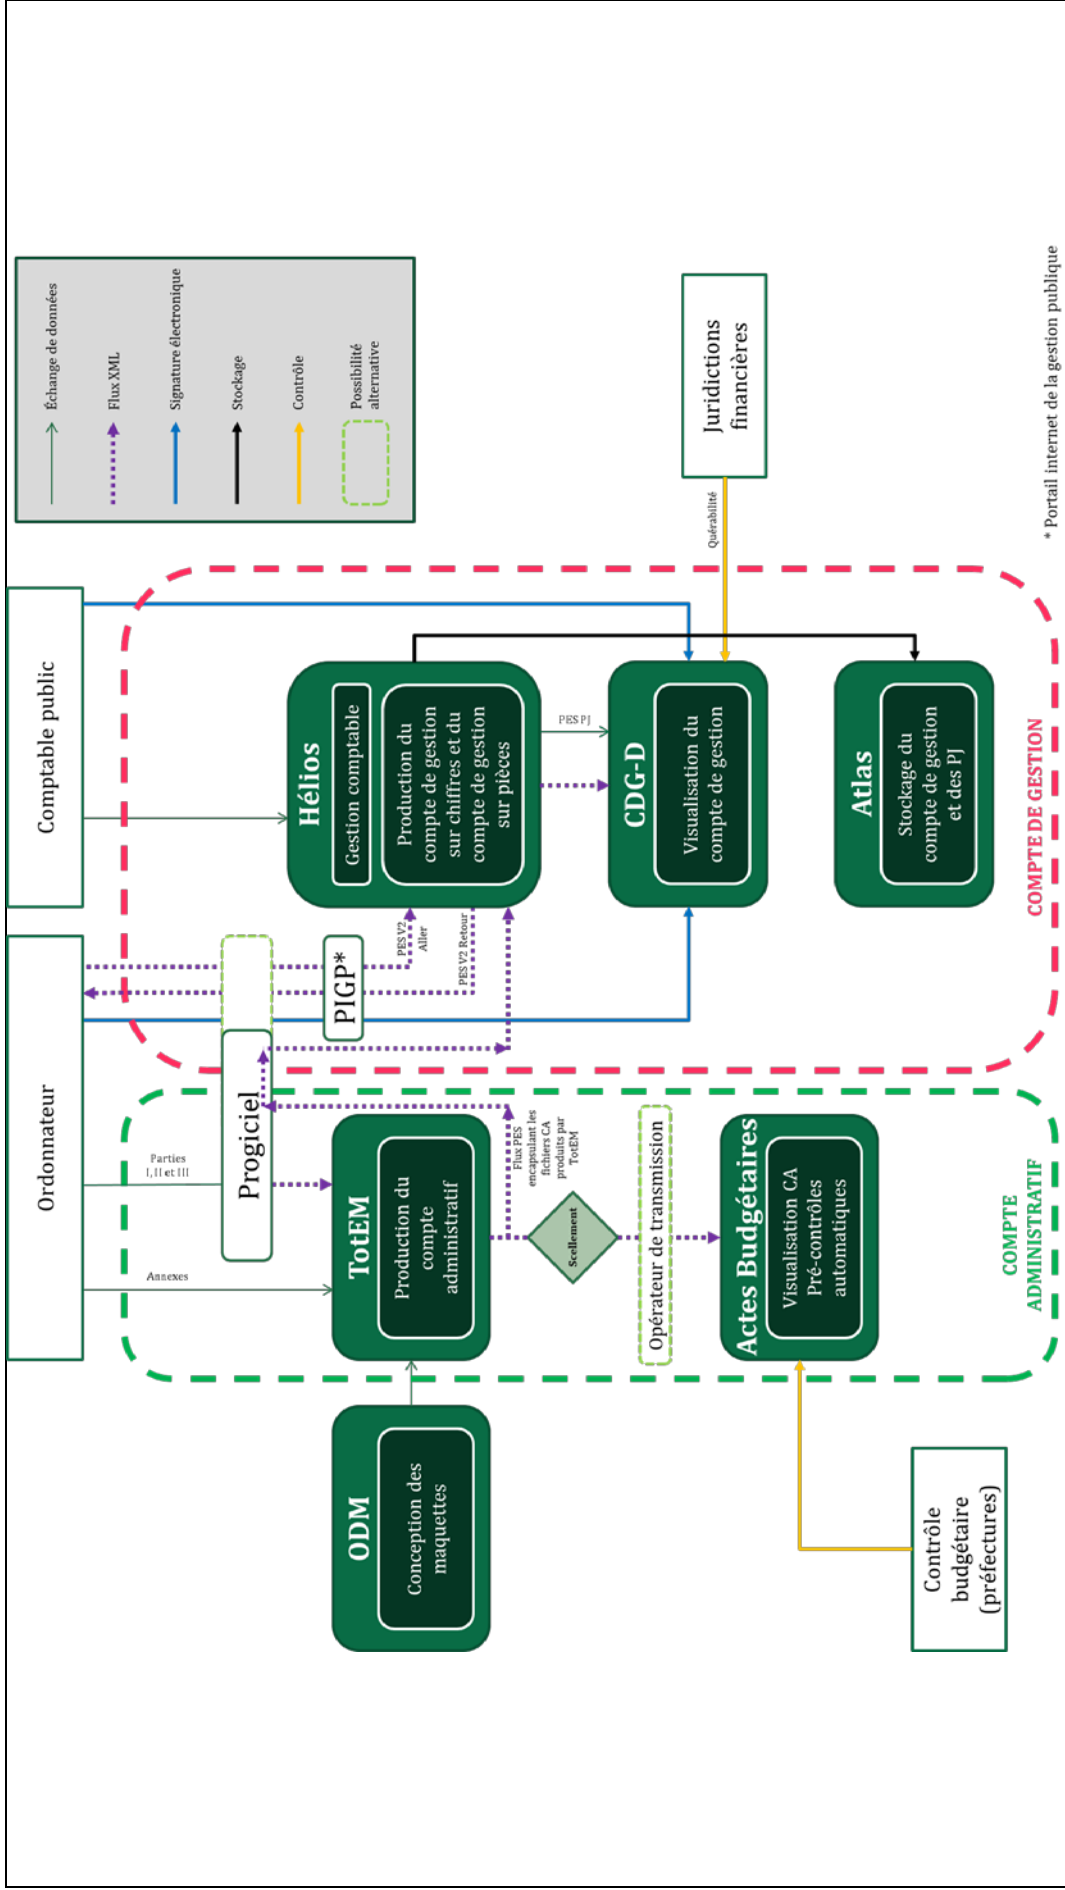 Ordonnateur
Comptable public
Échange de données
Flux XML
Signature électronique
Stockage
Contrôle
Possibilité
alternative
Annexes
Parties
I, II et III
Progiciel
PIGP*
PES V2
Aller
PES V2 Retour
ODM
Conception des
maquettes
TotEM
Production du
compte
administratif
Hélios
Gestion comptable
Production du
compte de gestion
sur chiffres et du
compte de gestion
sur pièces
Flux PES
encapsulant les
fichiers CA
produits par
TotEM
Scellement
PES PJ
Opérateur de transmission
CDG-D
Visualisation du
compte de gestion
Quérabilité
Juridictions
financières
Actes Budgétaires
Visualisation CA
Pré-contrôles
automatiques
Atlas
Stockage du
compte de gestion
et des PJ
Contrôle
budgétaire
(préfectures)
COMPTE
ADMINISTRATIF
COMPTE DE GESTION
* Portail internet de la gestion publique